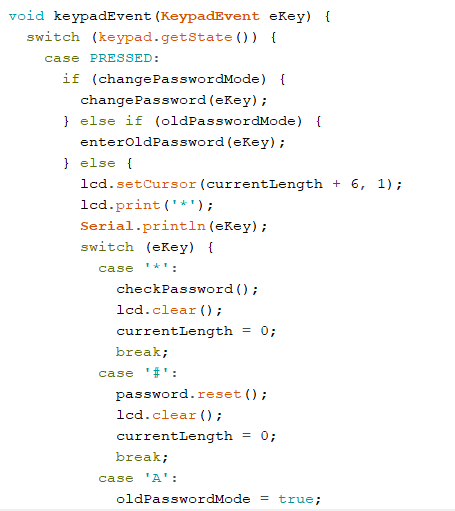 void keypadEvent(KeypadEvent eKey) {
  switch (keypad.getState()) {
    case PRESSED:
      if (changePasswordMode) {
        changePassword(eKey);
      } else if (oldPasswordMode) {
        enterOldPassword(eKey);
      } else {
        lcd.setCursor(currentLength + 6, 1);
        lcd.print('*');
        Serial.println(eKey);
        switch (eKey) {
          case '*':
            checkPassword();
            lcd.clear();
            currentLength = 0;
            break;
          case '#':
            password.reset();
            lcd.clear();
            currentLength = 0;
            break;
          case 'A':
            oldPasswordMode = true;